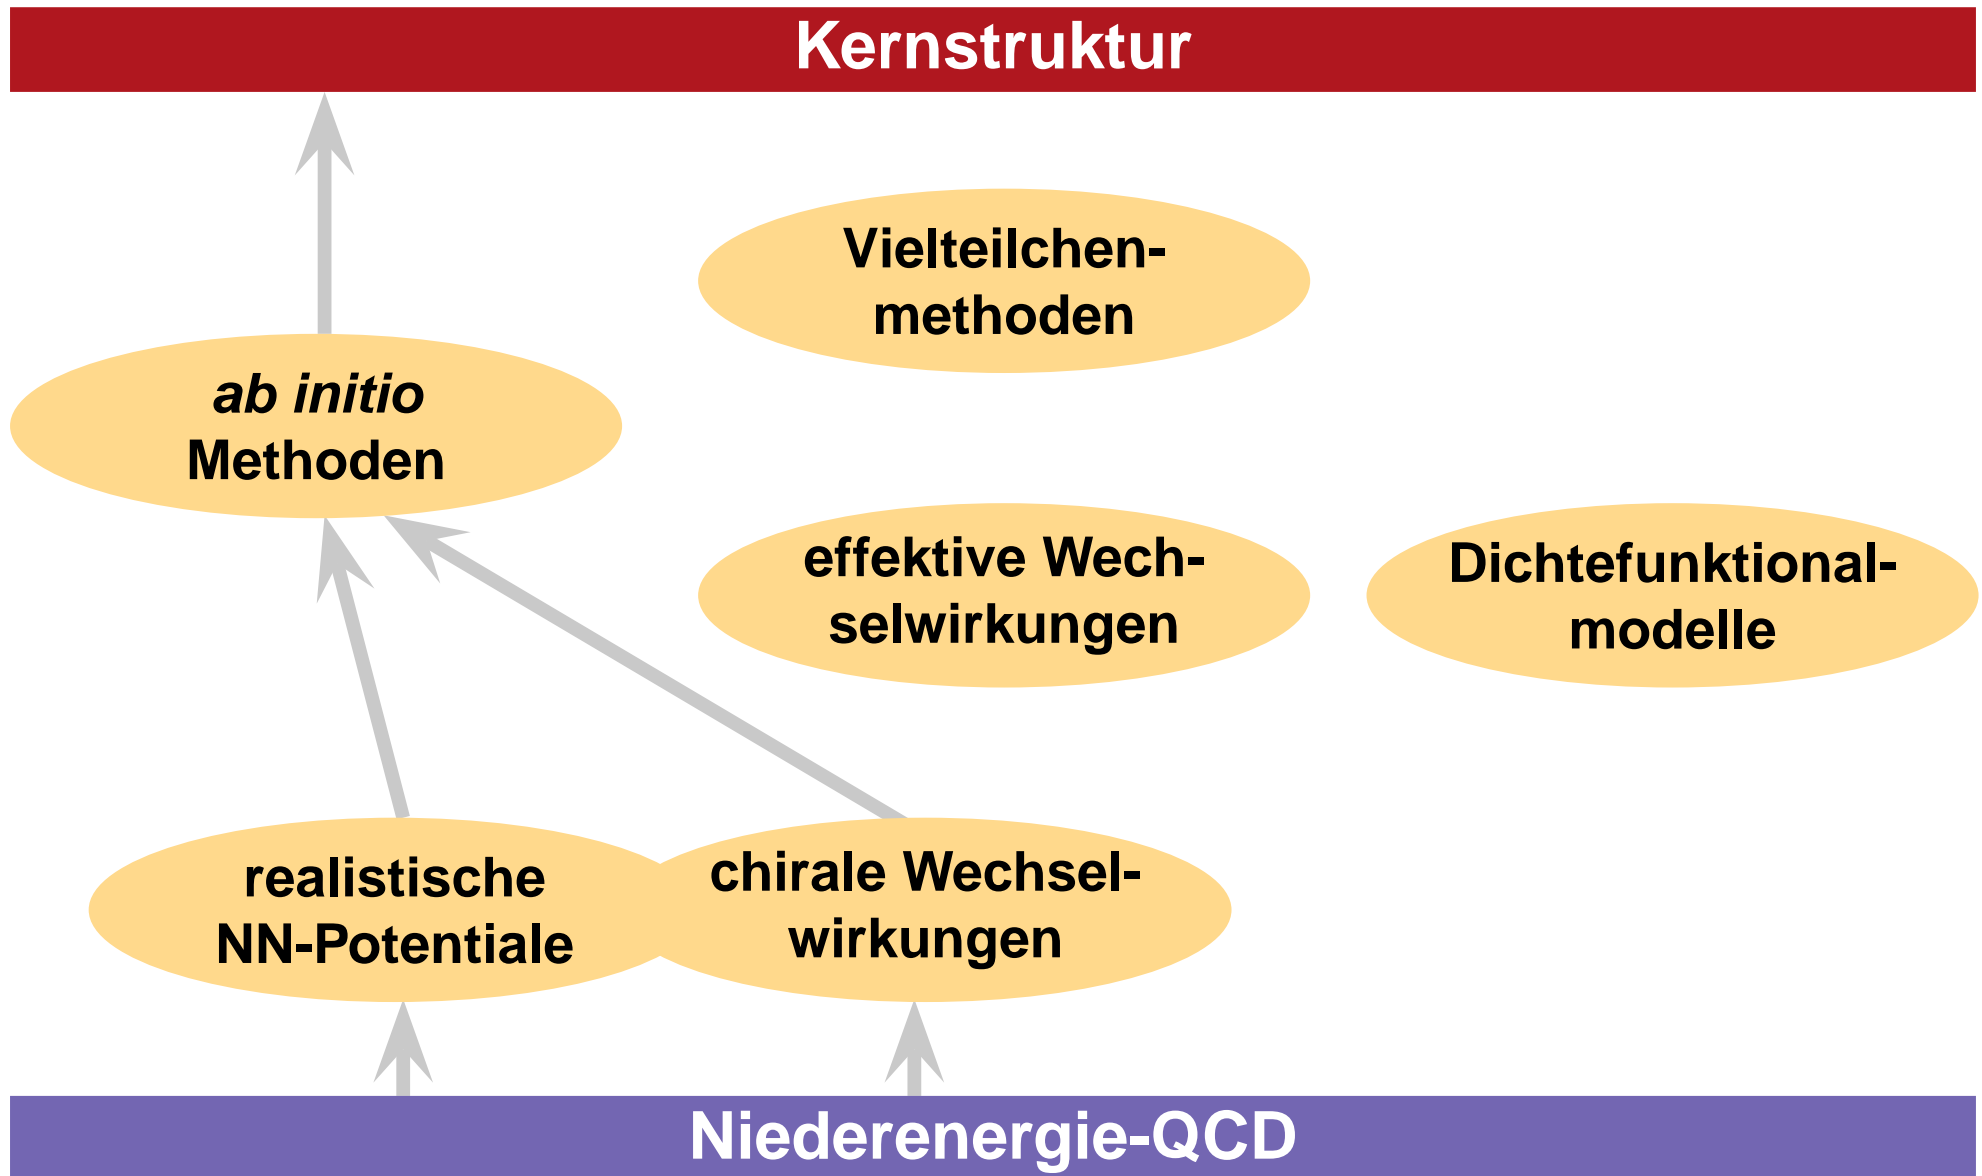 Kernstruktur
Vielteilchen-
methoden
ab initio
Methoden
effektive Wech-
selwirkungen
Dichtefunktional-
modelle
realistische
NN-Potentiale
chirale Wechsel-
wirkungen
Niederenergie-QCD